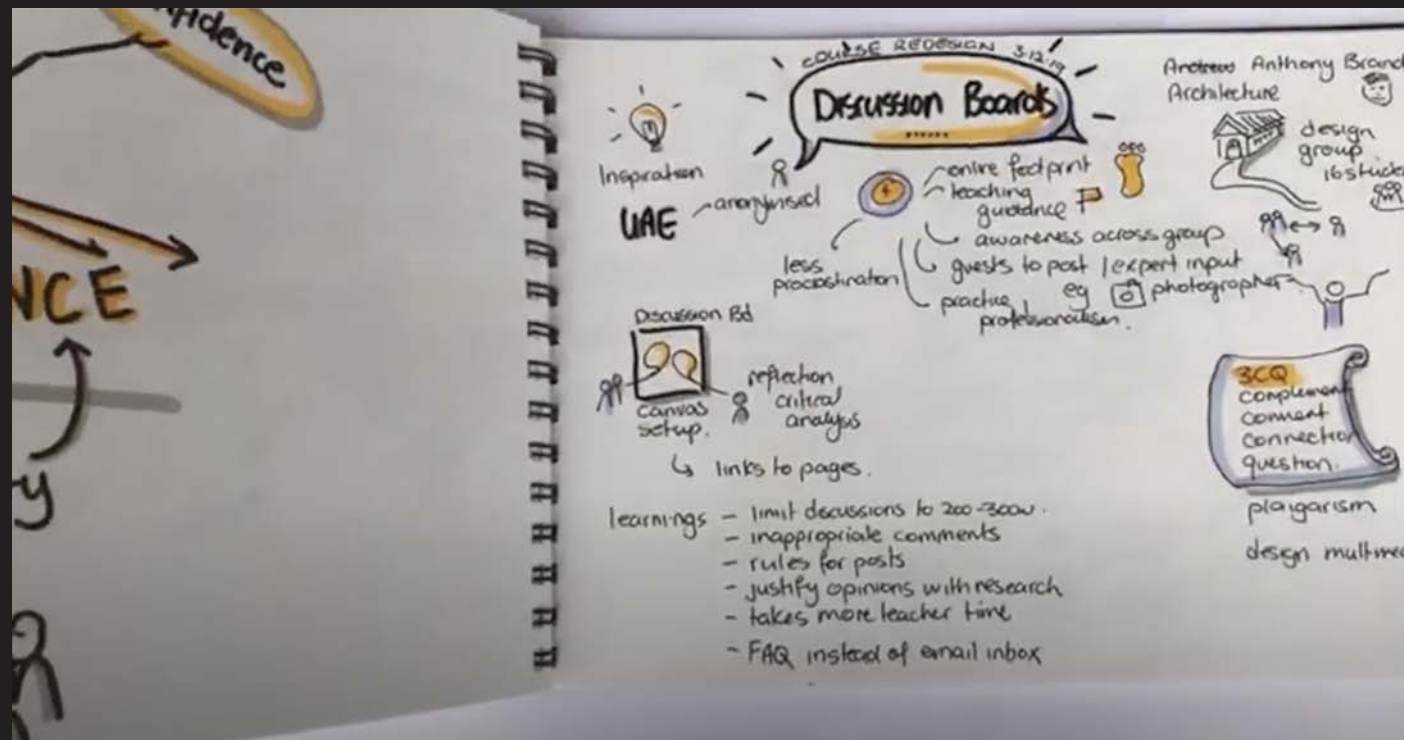 fidence
NCE
y
COURSE REDESIGN 3-12-19
Discussion Boards
Inspiration
UAE
anonymised
online footprint
teaching
guidance
awareness across group
guests to post / expert input
eg photographer
practice
professionalism.
less
procrastination
Discussion Bd
Canvas
setup.
reflection
critical
analysis
links to pages.
learnings - limit discussions to 200-300w.
- inappropriate comments
- rules for posts
- justify opinions with research
- takes more teacher time
- FAQ instead of email inbox
Andrew Anthony Brand
Architecture
design
group
16 stude
3CQ
complement
comment
connection
question.
plaigarism
design multime